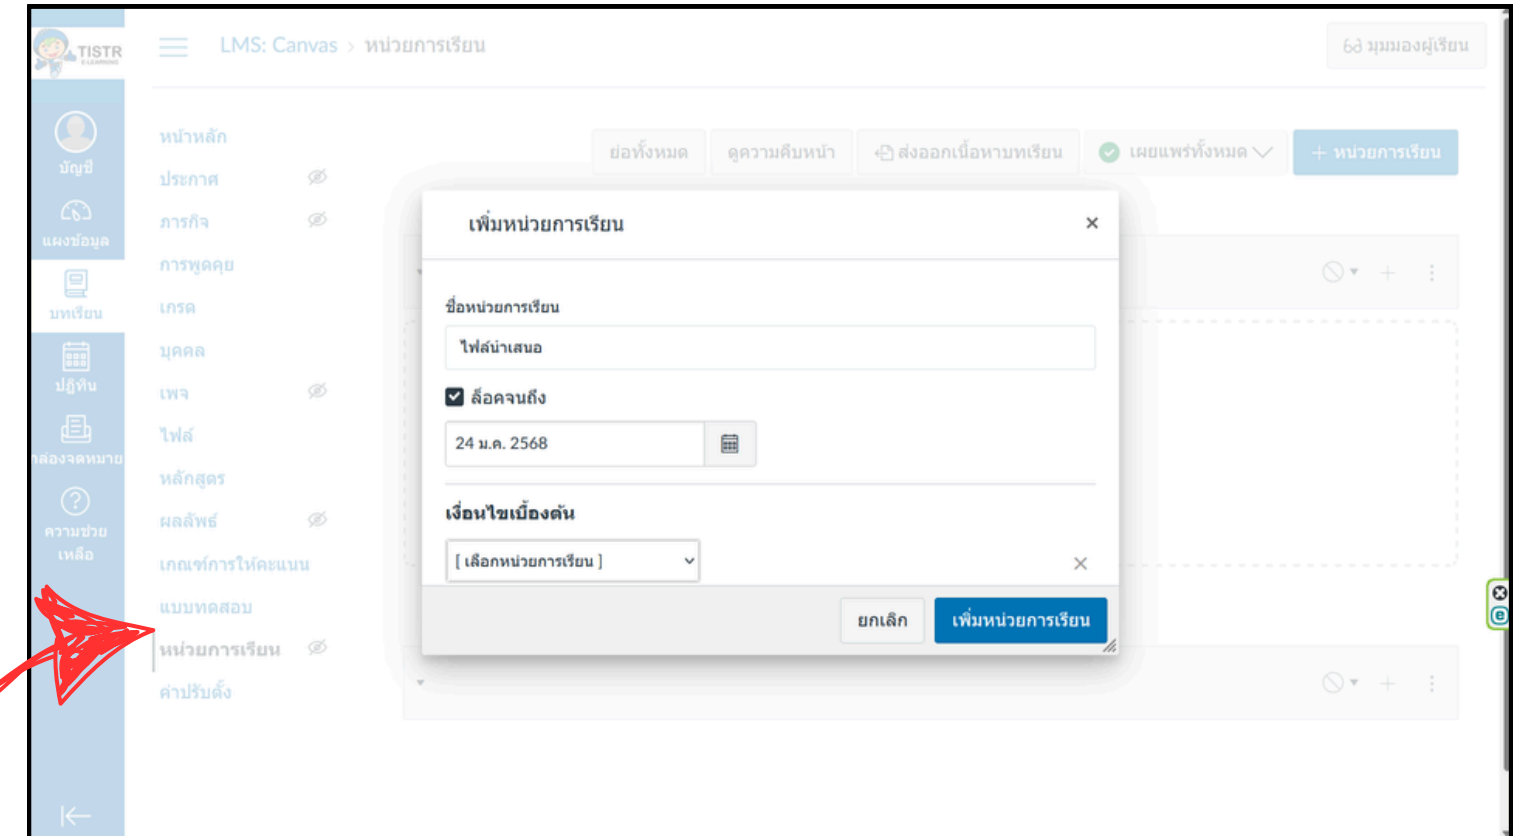 TISTR
E-LEARNING
LMS: Canvas › หน่วยการเรียน
มุมมองผู้เรียน
บัญชี
แผงข้อมูล
บทเรียน
ปฏิทิน
กล่องจดหมาย
ความช่วย
เหลือ
หน้าหลัก
ประกาศ
ภารกิจ
การพูดคุย
เกรด
บุคคล
เพจ
ไฟล์
หลักสูตร
ผลลัพธ์
เกณฑ์การให้คะแนน
แบบทดสอบ
หน่วยการเรียน
ค่าปรับตั้ง
ย่อทั้งหมด ดูความคืบหน้า ส่งออกเนื้อหาบทเรียน เผยแพร่ทั้งหมด + หน่วยการเรียน
เพิ่มหน่วยการเรียน
ชื่อหน่วยการเรียน
ไฟล์นำเสนอ
ล็อคจนถึง
24 ม.ค. 2568
เงื่อนไขเบื้องต้น
[ เลือกหน่วยการเรียน ]
ยกเลิก เพิ่มหน่วยการเรียน